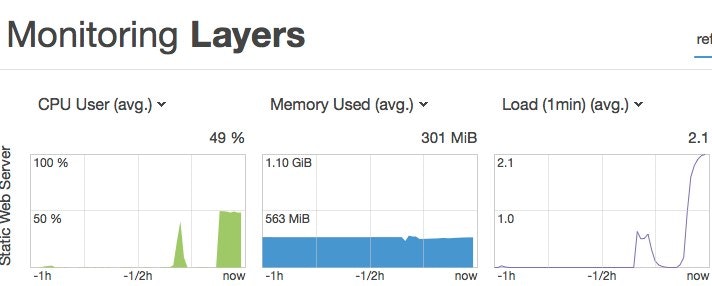 Monitoring Layers
ref
CPU User (avg.) Memory Used (avg.) Load (1min) (avg.)
49 % 301 MiB 2.1
Static Web Server
100 % 1.10 GiB 2.1
50 % 563 MiB 1.0
-1h -1/2h now -1h -1/2h now -1h -1/2h now